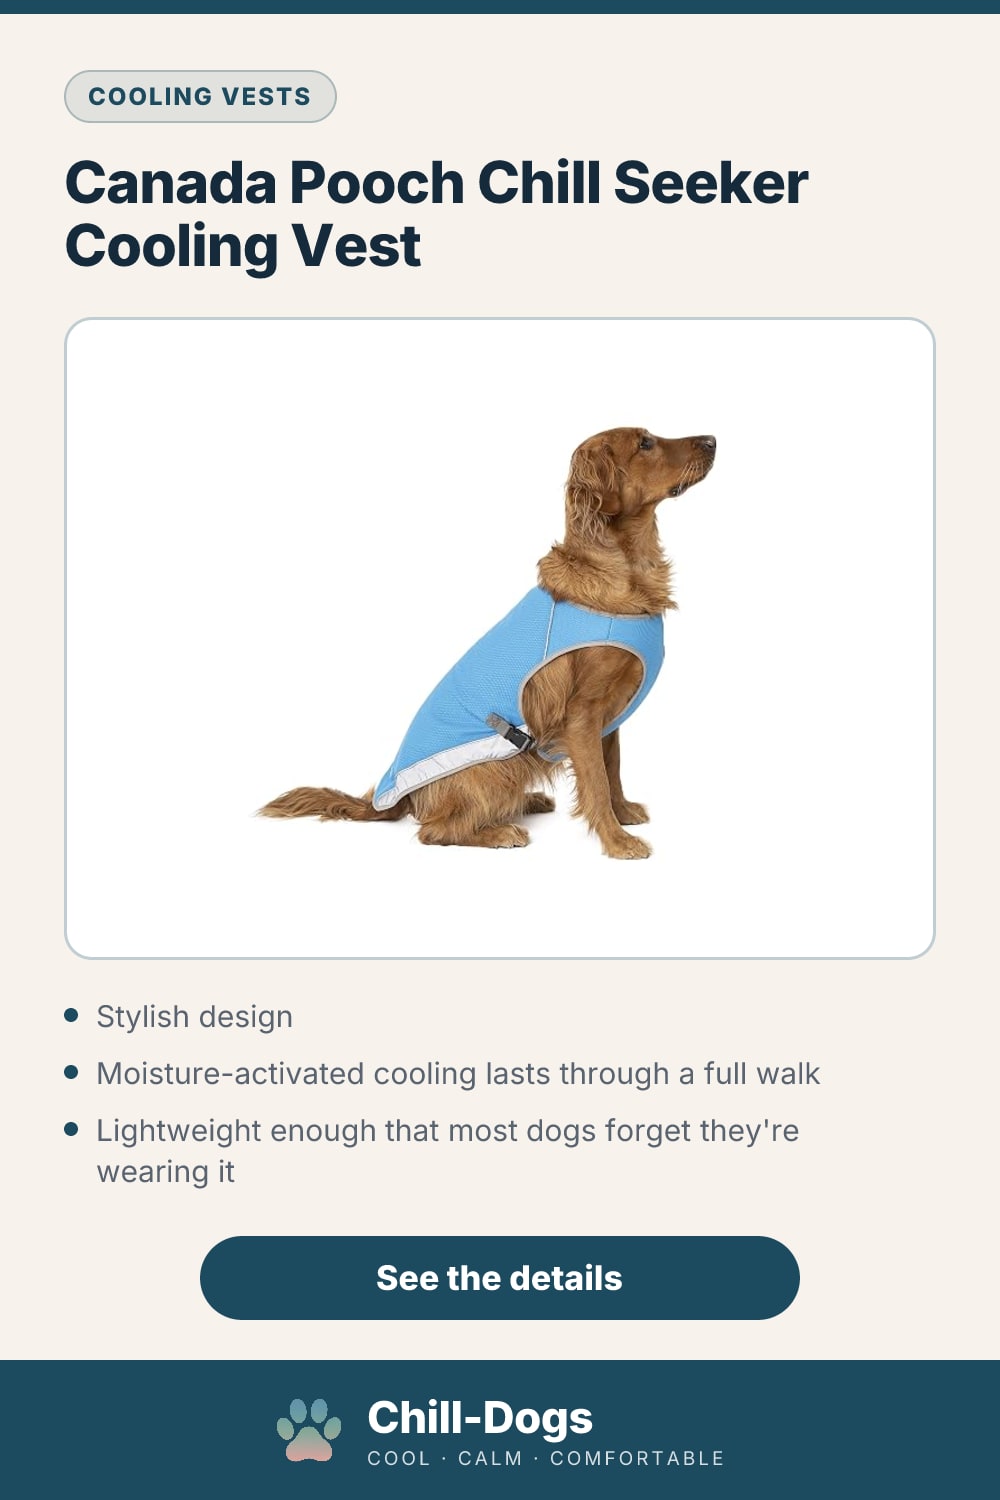 COOLING VESTS
Canada Pooch Chill Seeker
Cooling Vest
Stylish design
Moisture-activated cooling lasts through a full walk
Lightweight enough that most dogs forget they're
wearing it
See the details
Chill-Dogs
COOL · CALM · COMFORTABLE